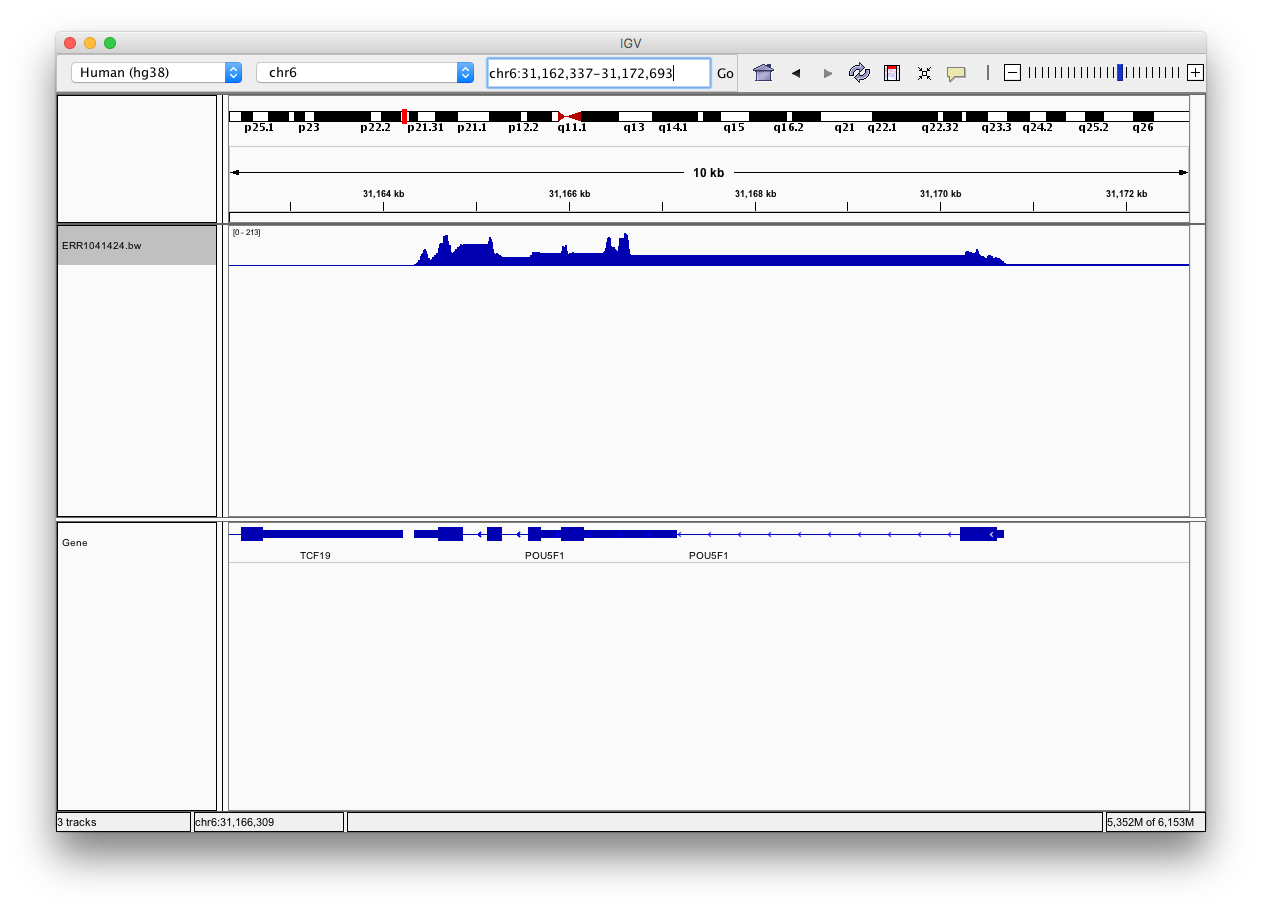 IGV
Human (hg38) chr6 chr6:31,162,337-31,172,693 Go
p25.1 p23 p22.2 p21.31 p21.1 p12.2 q11.1 q13 q14.1 q15 q16.2 q21 q22.1 q22.32 q23.3 q24.2 q25.2 q26
10 kb
31,164 kb 31,166 kb 31,168 kb 31,170 kb 31,172 kb
[0 - 213]
ERR1041424.bw
Gene
TCF19 POU5F1 POU5F1
3 tracks chr6:31,166,309 5,352M of 6,153M